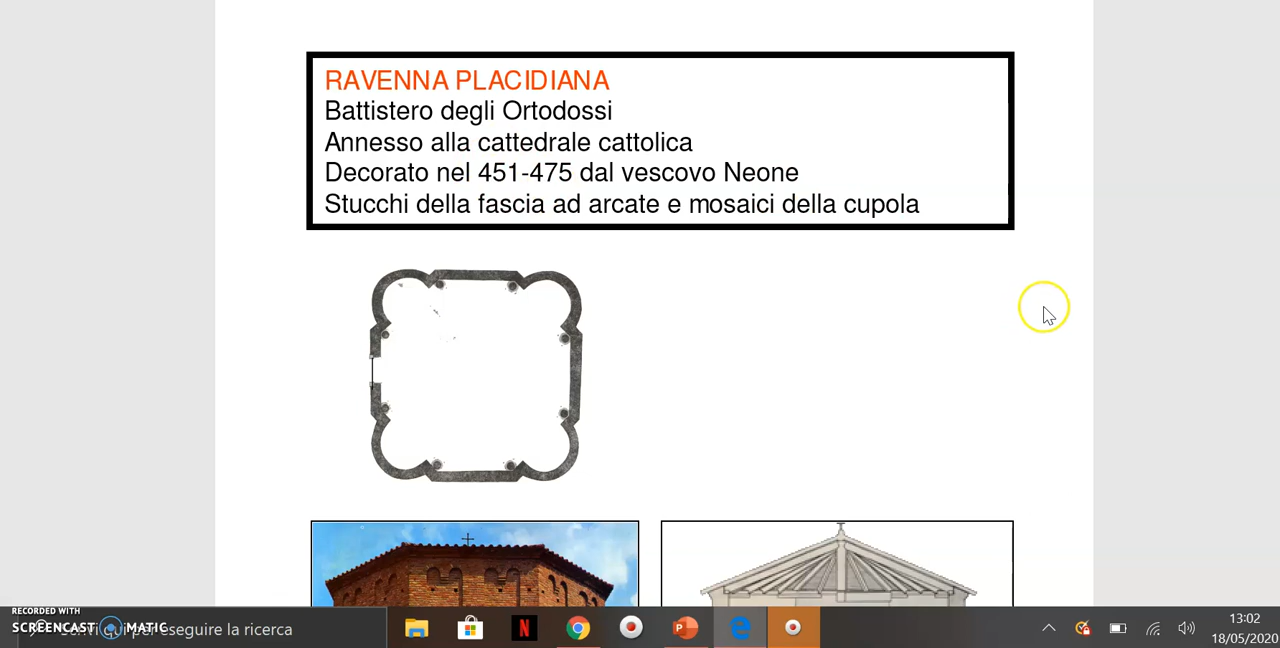 RAVENNA PLACIDIANA
Battistero degli Ortodossi
Annesso alla cattedrale cattolica
Decorato nel 451-475 dal vescovo Neone
Stucchi della fascia ad arcate e mosaici della cupola
RECORDED WITH
SCREENCAST MATIC
per eseguire la ricerca
13:02
18/05/2020